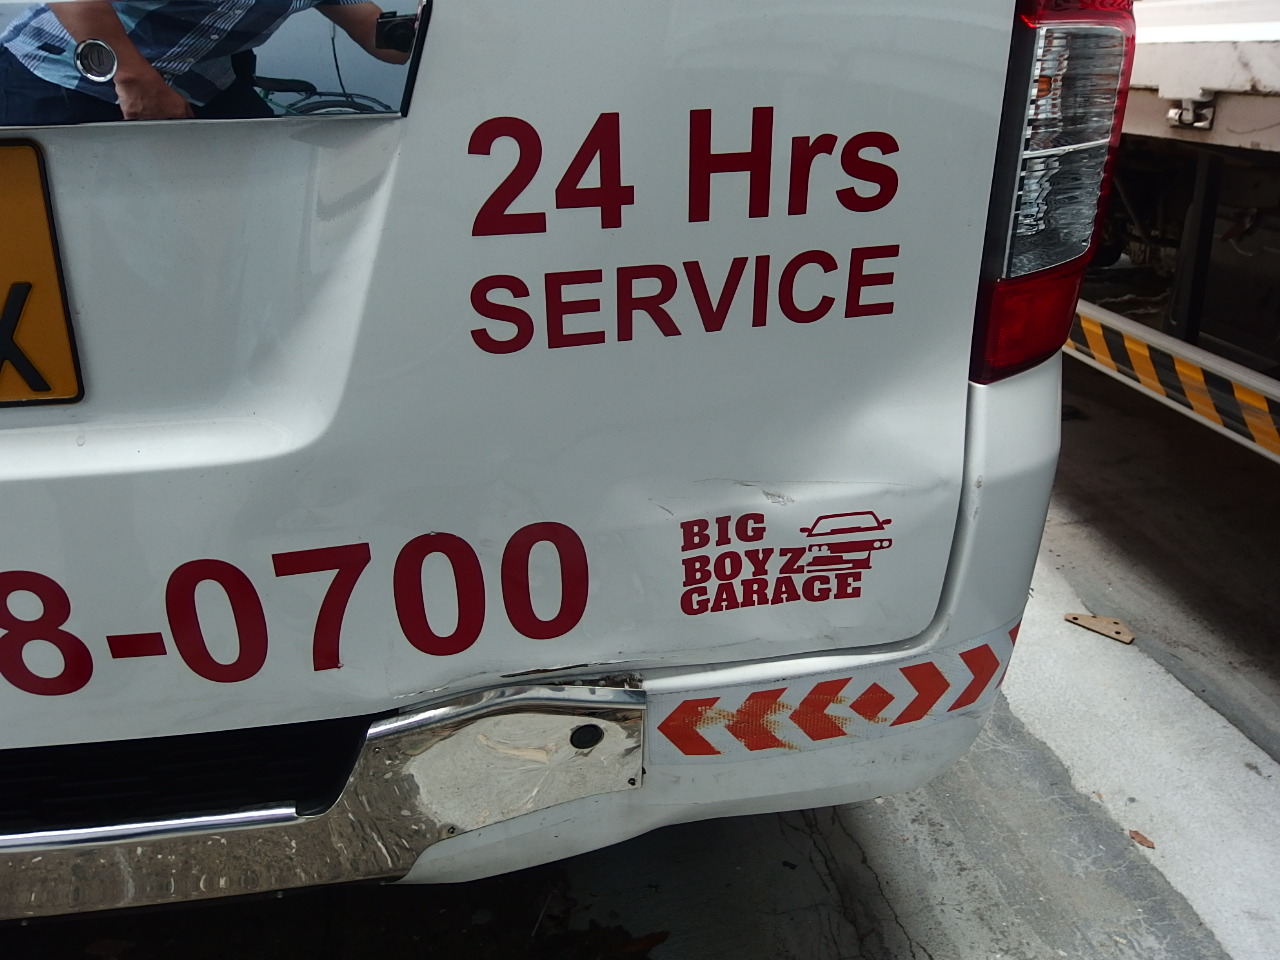 24 Hrs
SERVICE
X
8-0700
BIG
BOYZ
GARAGE